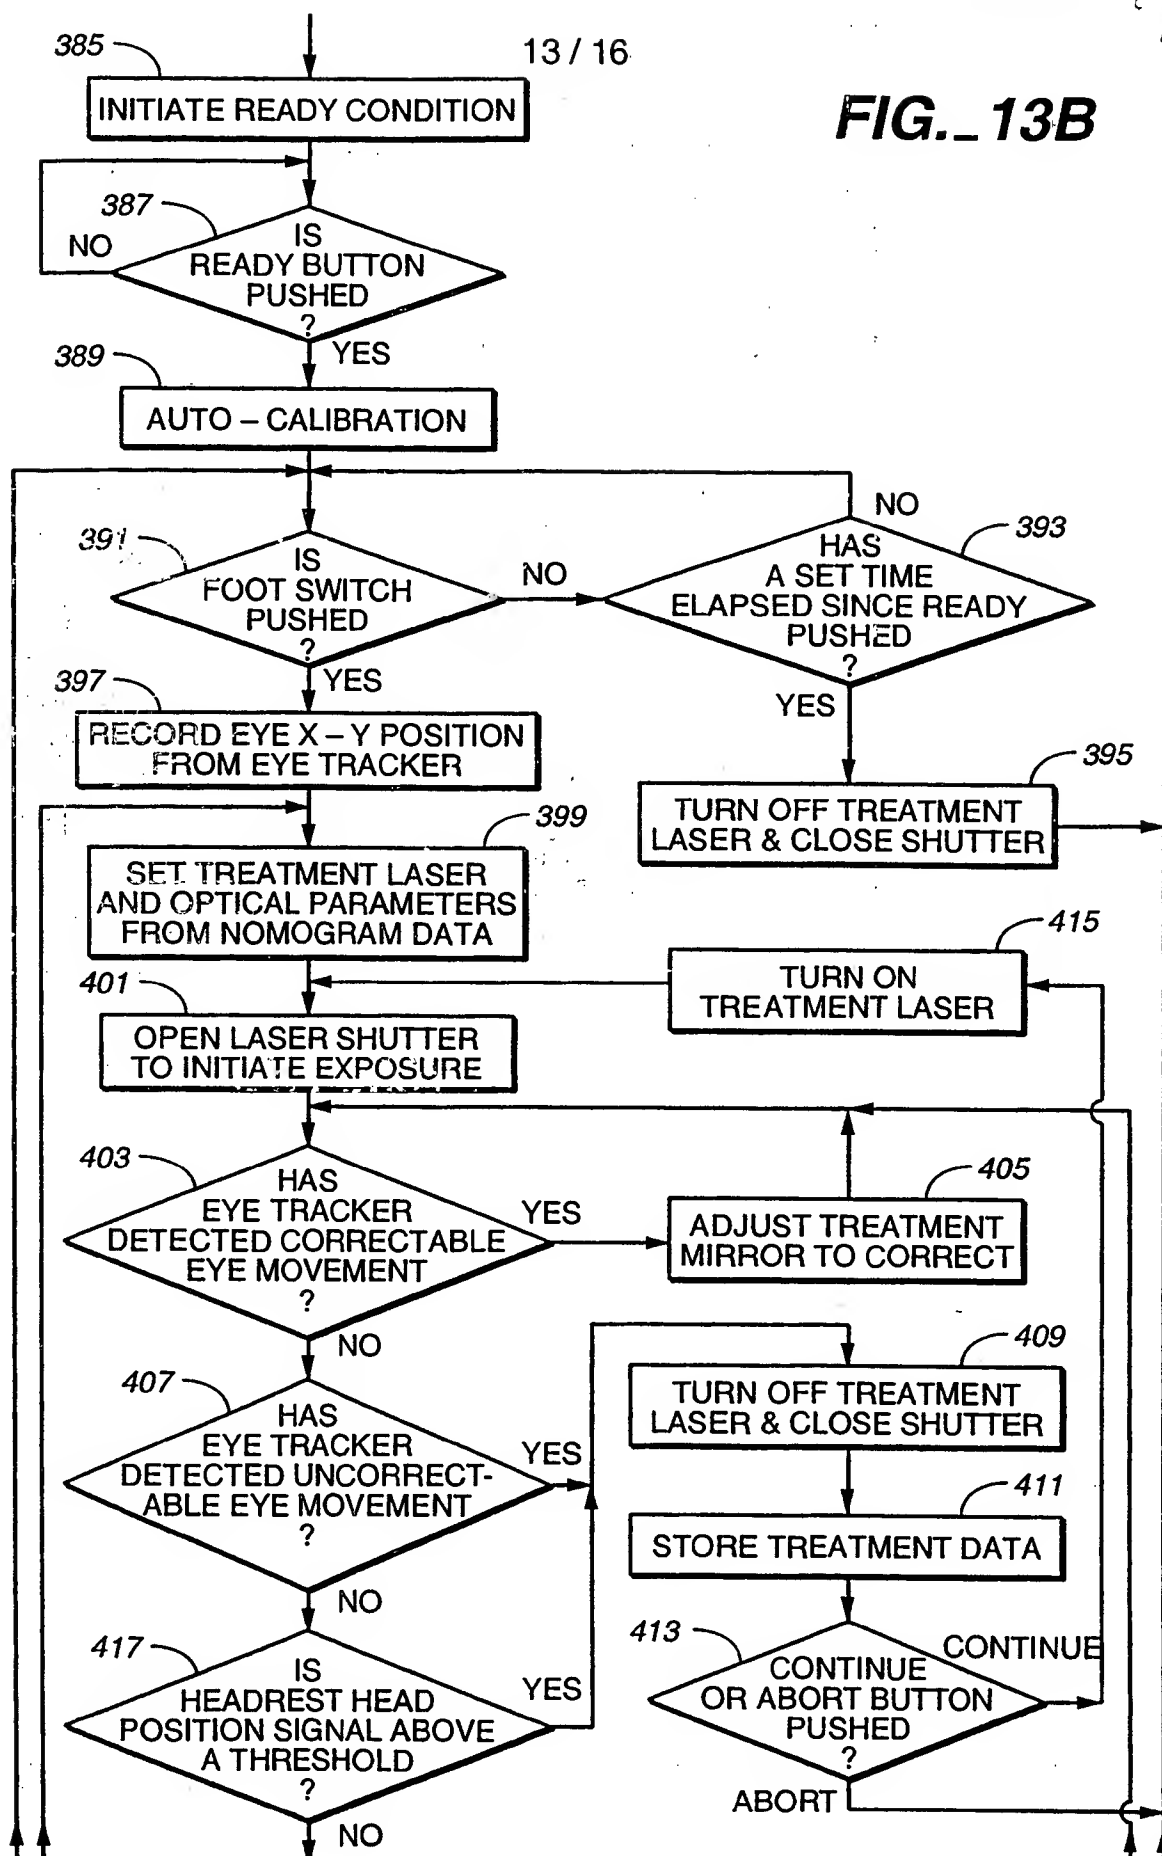 13 / 16
FIG._ 13B
385
INITIATE READY CONDITION
387
NO
IS
READY BUTTON
PUSHED
?
YES
389
AUTO – CALIBRATION
391
IS
FOOT SWITCH
PUSHED
?
NO
YES
393
NO
HAS
A SET TIME
ELAPSED SINCE READY
PUSHED
?
YES
395
TURN OFF TREATMENT
LASER & CLOSE SHUTTER
397
RECORD EYE X – Y POSITION
FROM EYE TRACKER
399
SET TREATMENT LASER
AND OPTICAL PARAMETERS
FROM NOMOGRAM DATA
415
TURN ON
TREATMENT LASER
401
OPEN LASER SHUTTER
TO INITIATE EXPOSURE
403
HAS
EYE TRACKER
DETECTED CORRECTABLE
EYE MOVEMENT
?
YES
NO
405
ADJUST TREATMENT
MIRROR TO CORRECT
407
HAS
EYE TRACKER
DETECTED UNCORRECT-
ABLE EYE MOVEMENT
?
YES
NO
409
TURN OFF TREATMENT
LASER & CLOSE SHUTTER
411
STORE TREATMENT DATA
413
CONTINUE
OR ABORT BUTTON
PUSHED
?
CONTINUE
ABORT
417
IS
HEADREST HEAD
POSITION SIGNAL ABOVE
A THRESHOLD
?
YES
NO